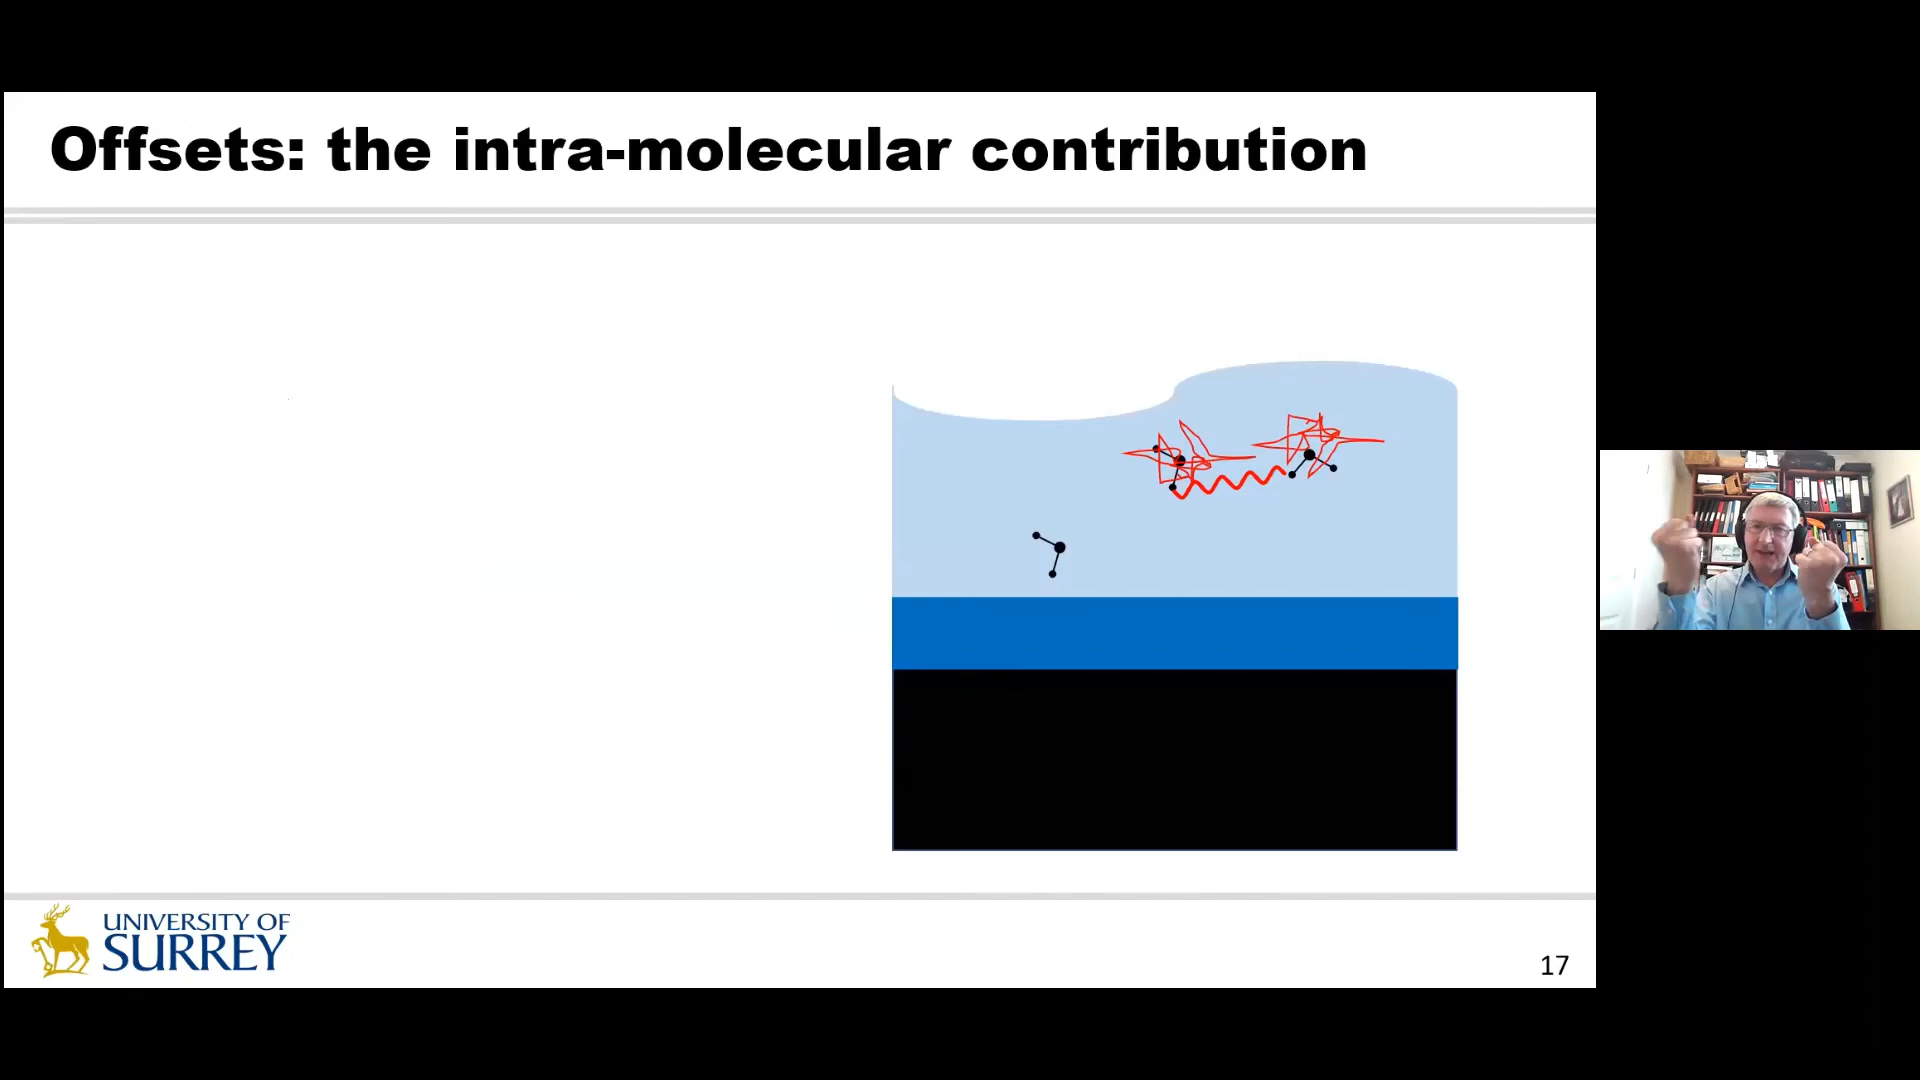 Offsets: the intra-molecular contribution
UNIVERSITY OF
SURREY
17